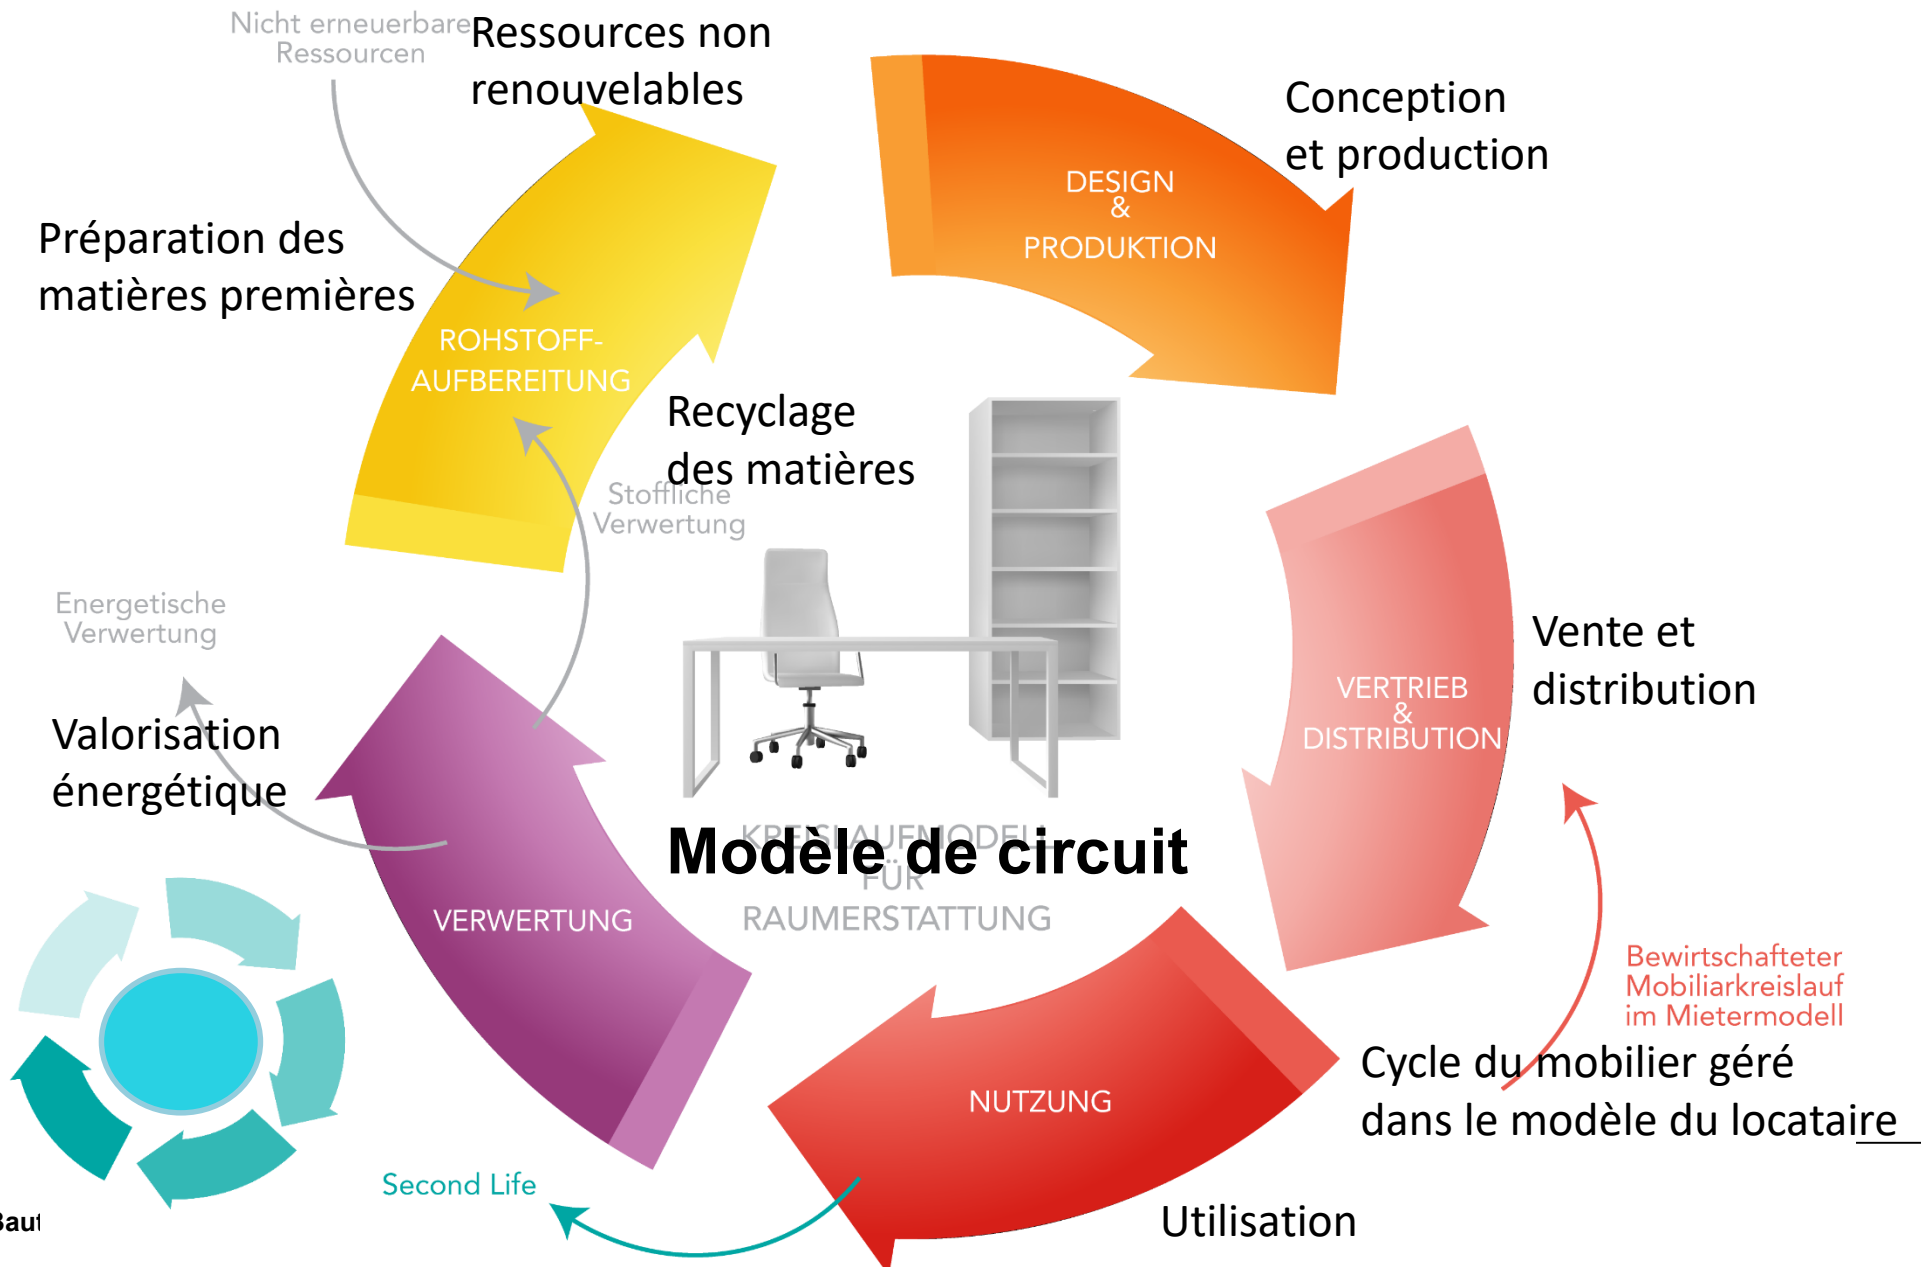 Nicht erneuerbare
Ressourcen
Ressources non
renouvelables
Conception
et production
DESIGN
&
PRODUKTION
Préparation des
matières premières
ROHSTOFF-
AUFBEREITUNG
Recyclage
des matières
Stoffliche
Verwertung
Energetische
Verwertung
Valorisation
énergétique
Vente et
distribution
VERTRIEB
&
DISTRIBUTION
Modèle de circuit
KREISLAUFMODELL
FÜR
RAUMERSTATTUNG
VERWERTUNG
Bewirtschafteter
Mobiliarkreislauf
im Mietermodell
Cycle du mobilier géré
dans le modèle du locataire
NUTZUNG
Second Life
Utilisation